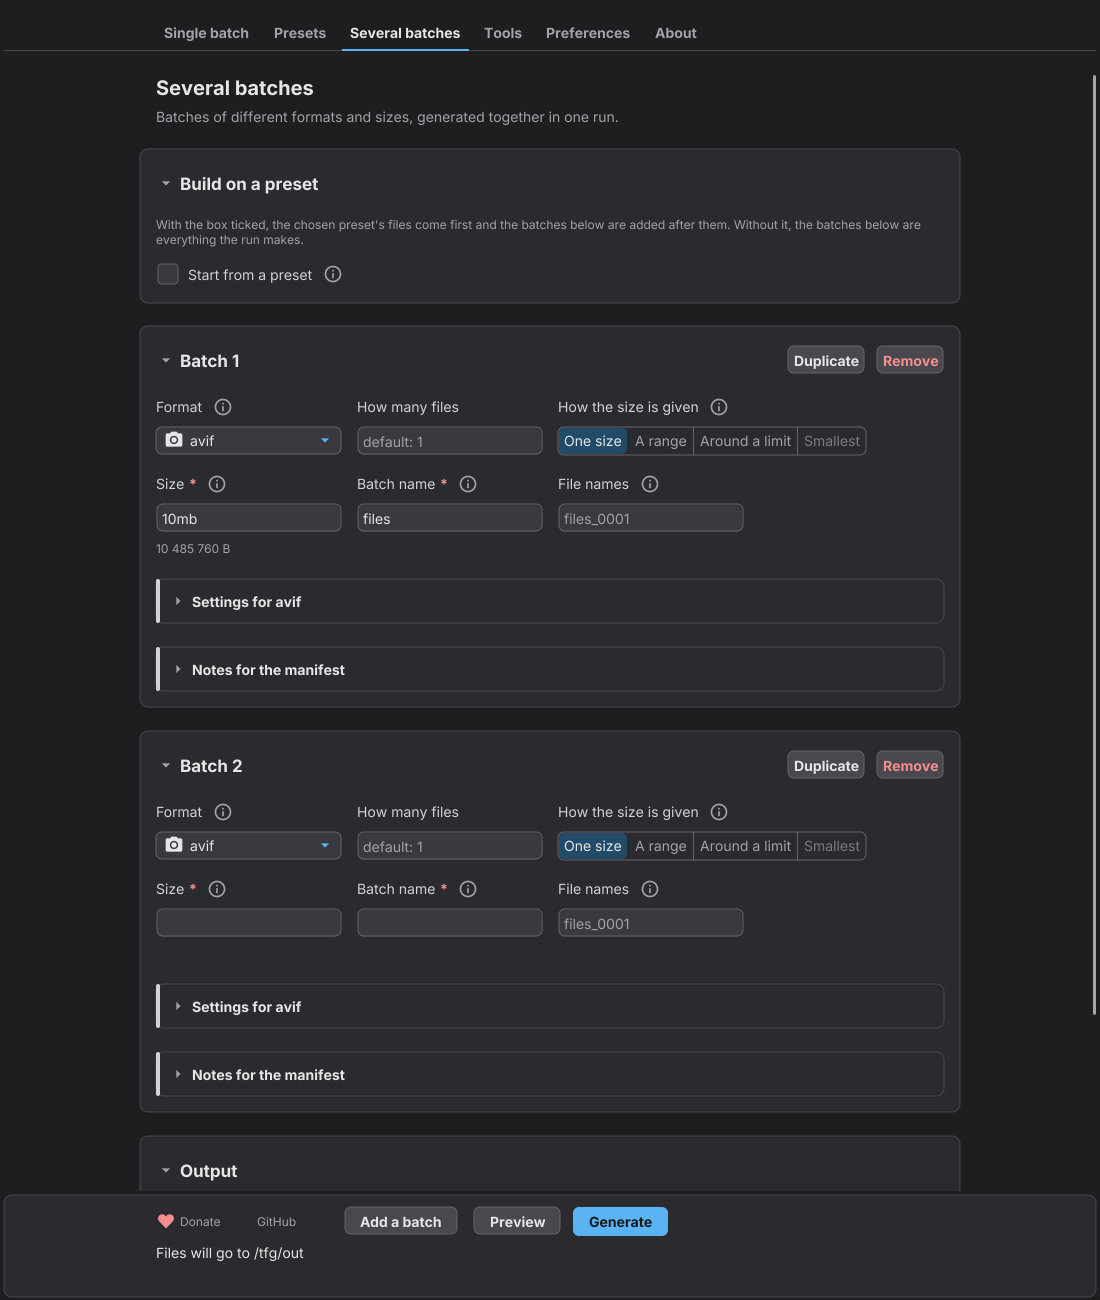 Single batch Presets Several batches Tools Preferences About
Several batches
Batches of different formats and sizes, generated together in one run.
Build on a preset
With the box ticked, the chosen preset's files come first and the batches below are added after them. Without it, the batches below are
everything the run makes.
Start from a preset
Batch 1 Duplicate Remove
Format How many files How the size is given
avif default: 1 One size A range Around a limit Smallest
Size * Batch name * File names
10mb files files_0001
10 485 760 B
Settings for avif
Notes for the manifest
Batch 2 Duplicate Remove
Format How many files How the size is given
avif default: 1 One size A range Around a limit Smallest
Size * Batch name * File names
files_0001
Settings for avif
Notes for the manifest
Output
Donate GitHub Add a batch Preview Generate
Files will go to /tfg/out